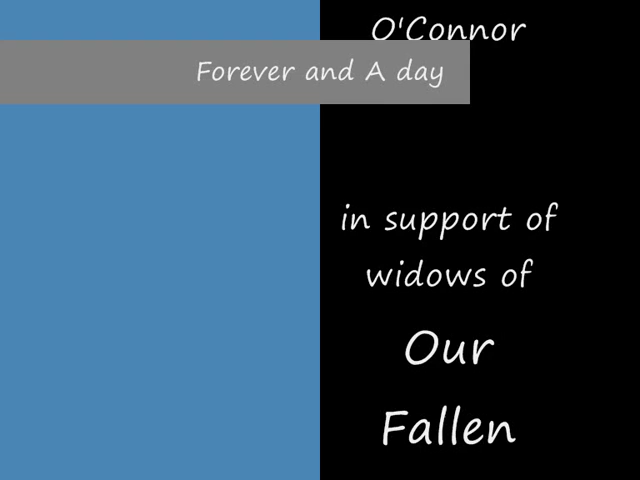 O'Connor
Forever and A day
in support of
widows of
Our
Fallen